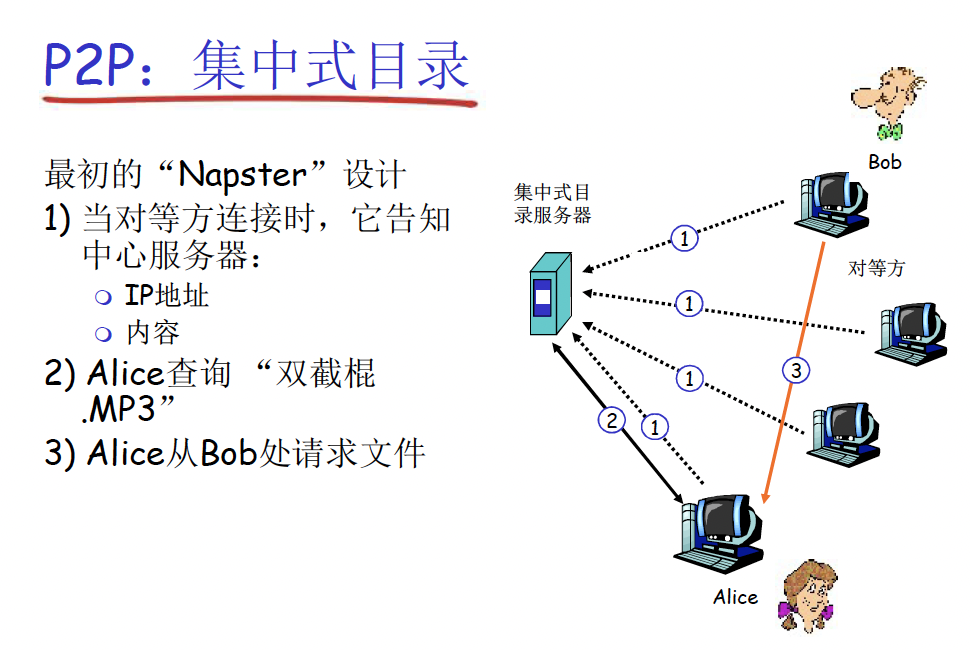 P2P：集中式目录
最初的“Napster”设计
1) 当对等方连接时，它告知
中心服务器：
IP地址
内容
2) Alice查询 “双截棍
.MP3”
3) Alice从Bob处请求文件
集中式目
录服务器
Bob
对等方
Alice
1
1
1
1
2
3